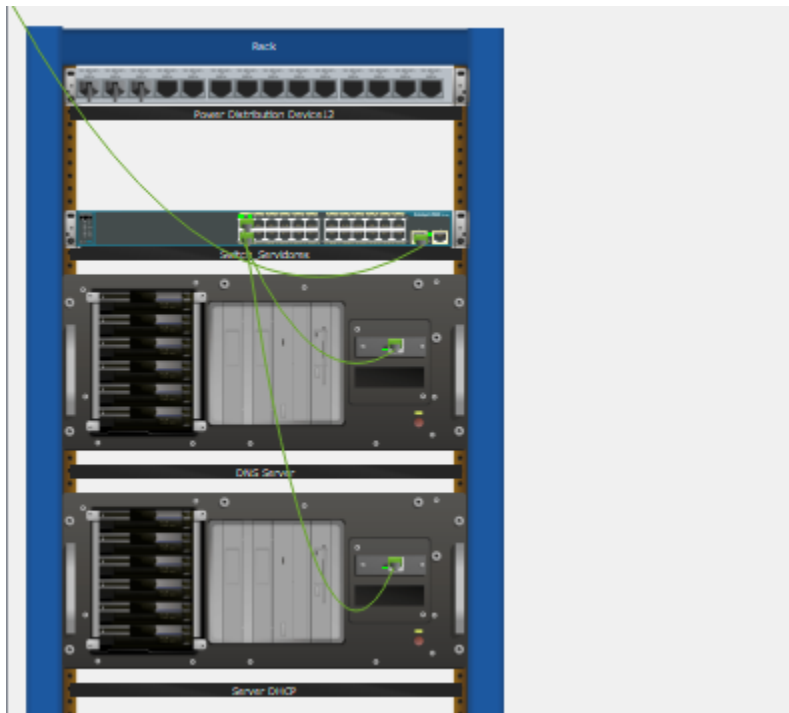 Rack
Power Distribution Device12
Switch_Servidores
DNS Server
Server DHCP